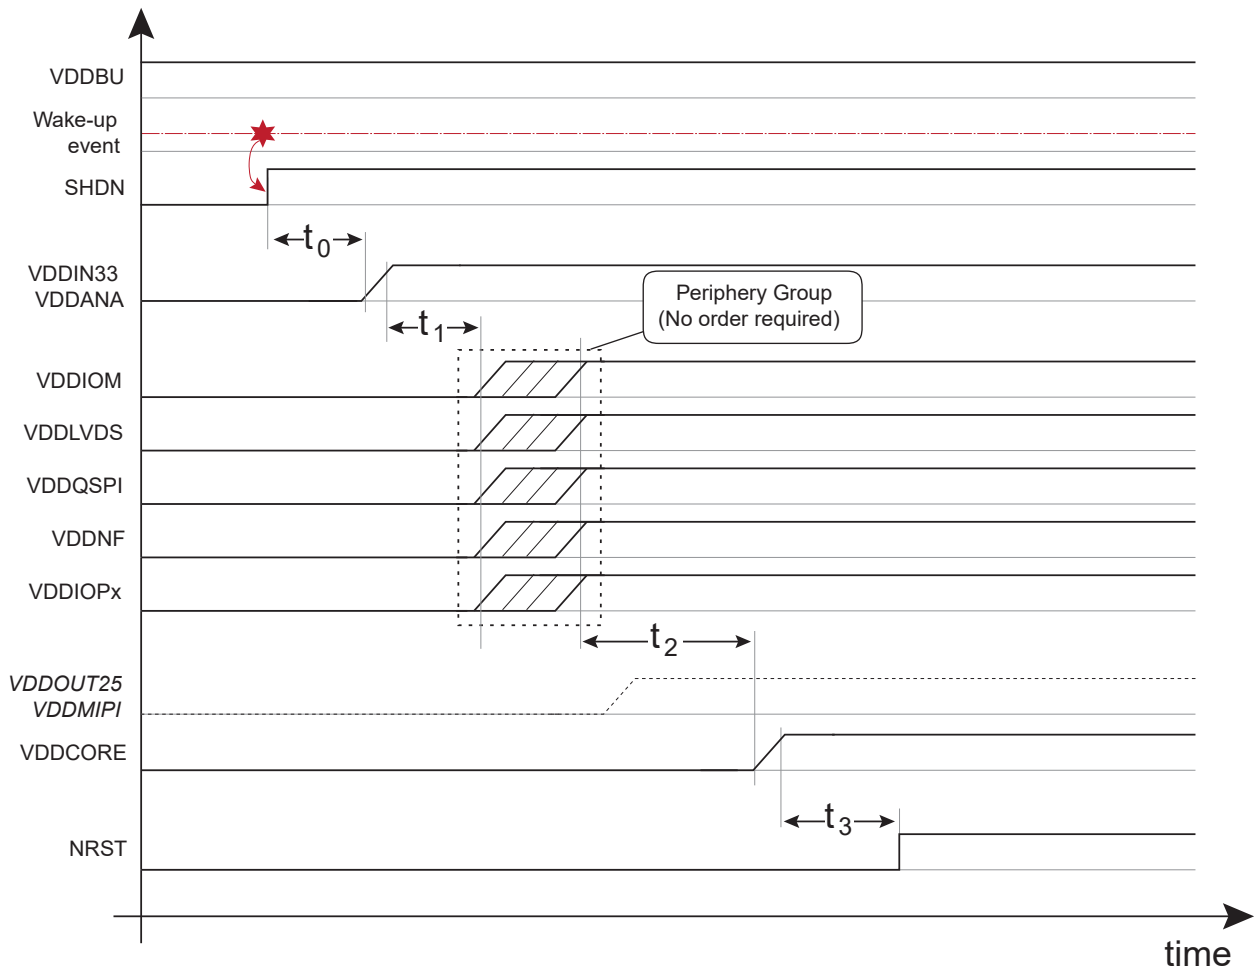 VDDBU
Wake-up
event
SHDN
t0
VDDIN33
VDDANA
Periphery Group
(No order required)
t1
VDDIOM
VDDLVDS
VDDQSPI
VDDNF
VDDIOPx
t2
VDDOUT25
VDDMIPI
VDDCORE
t3
NRST
time